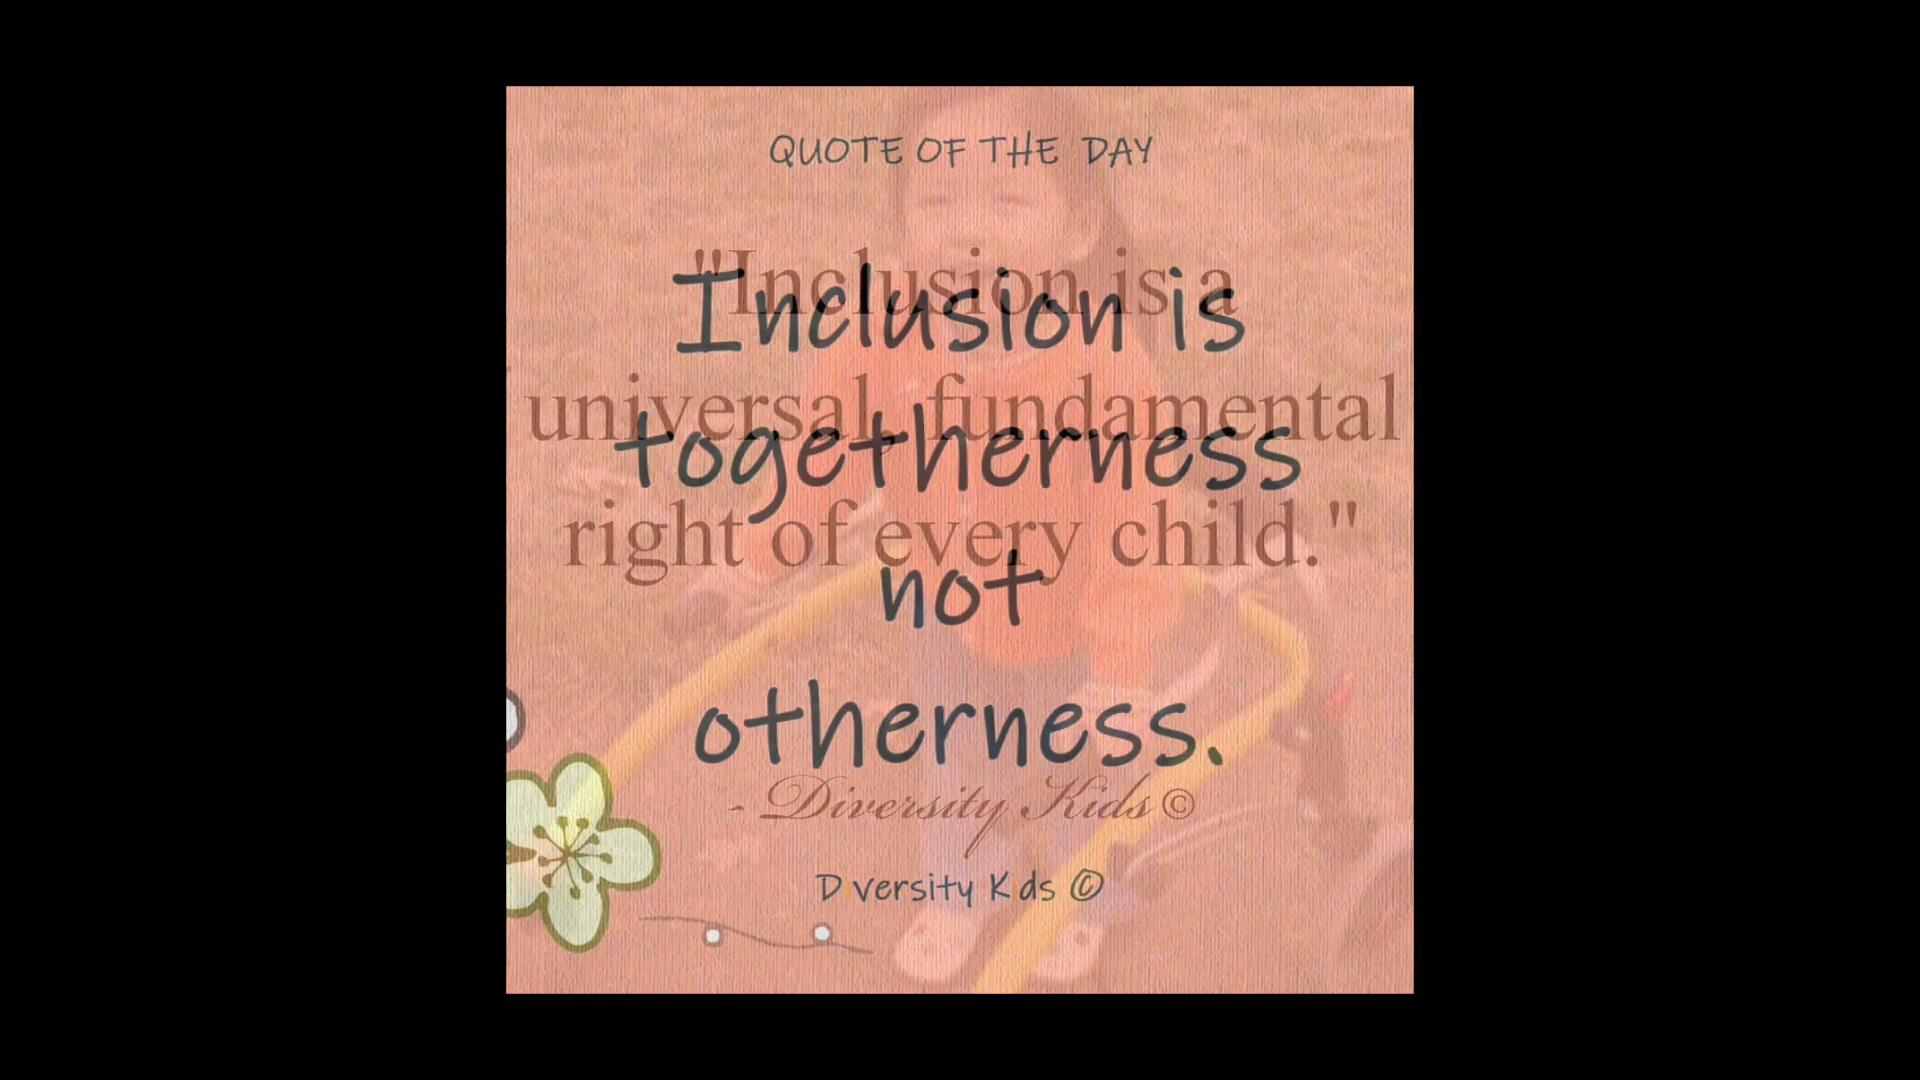 QUOTE OF THE DAY
"Inclusion is a
universal, fundamental
right of every child."
- Diversity Kids©
Inclusion is
togetherness
not
otherness.
Diversity Kids ©